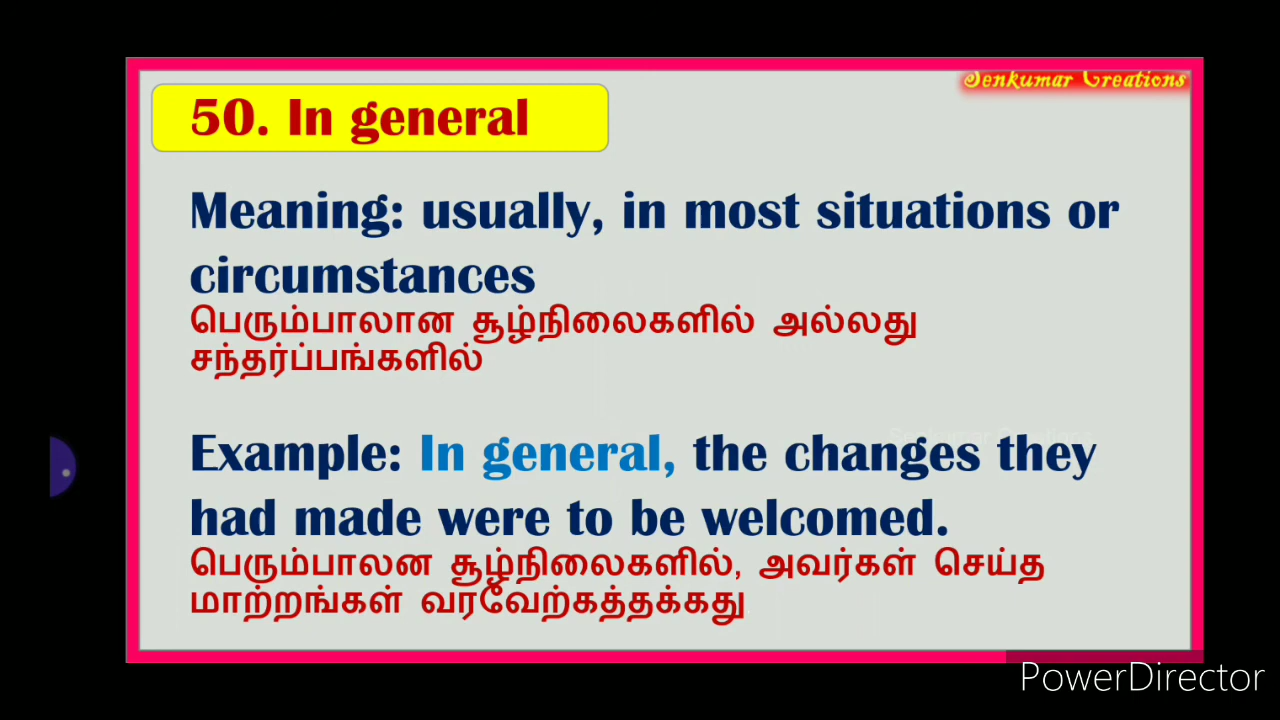 Senkumar Creations
50. In general
Meaning: usually, in most situations or
circumstances
பெரும்பாலான சூழ்நிலைகளில் அல்லது
சந்தர்ப்பங்களில்
Senkumar Creations
Example: In general, the changes they
had made were to be welcomed.
பெரும்பாலன சூழ்நிலைகளில், அவர்கள் செய்த
மாற்றங்கள் வரவேற்கத்தக்கது
PowerDirector